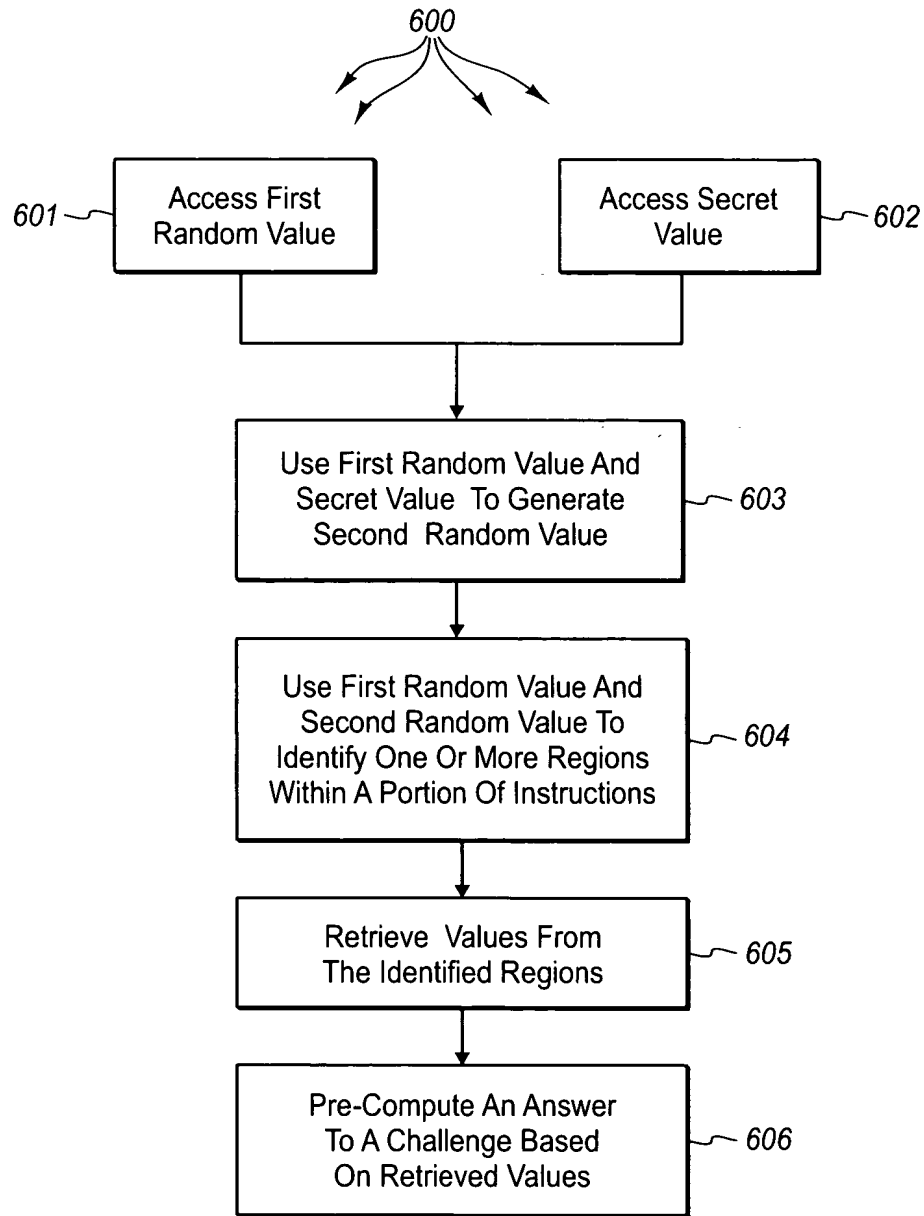 600
601
Access First
Random Value
Access Secret
Value
602
Use First Random Value And
Secret Value To Generate
Second Random Value
603
Use First Random Value And
Second Random Value To
Identify One Or More Regions
Within A Portion Of Instructions
604
Retrieve Values From
The Identified Regions
605
Pre-Compute An Answer
To A Challenge Based
On Retrieved Values
606